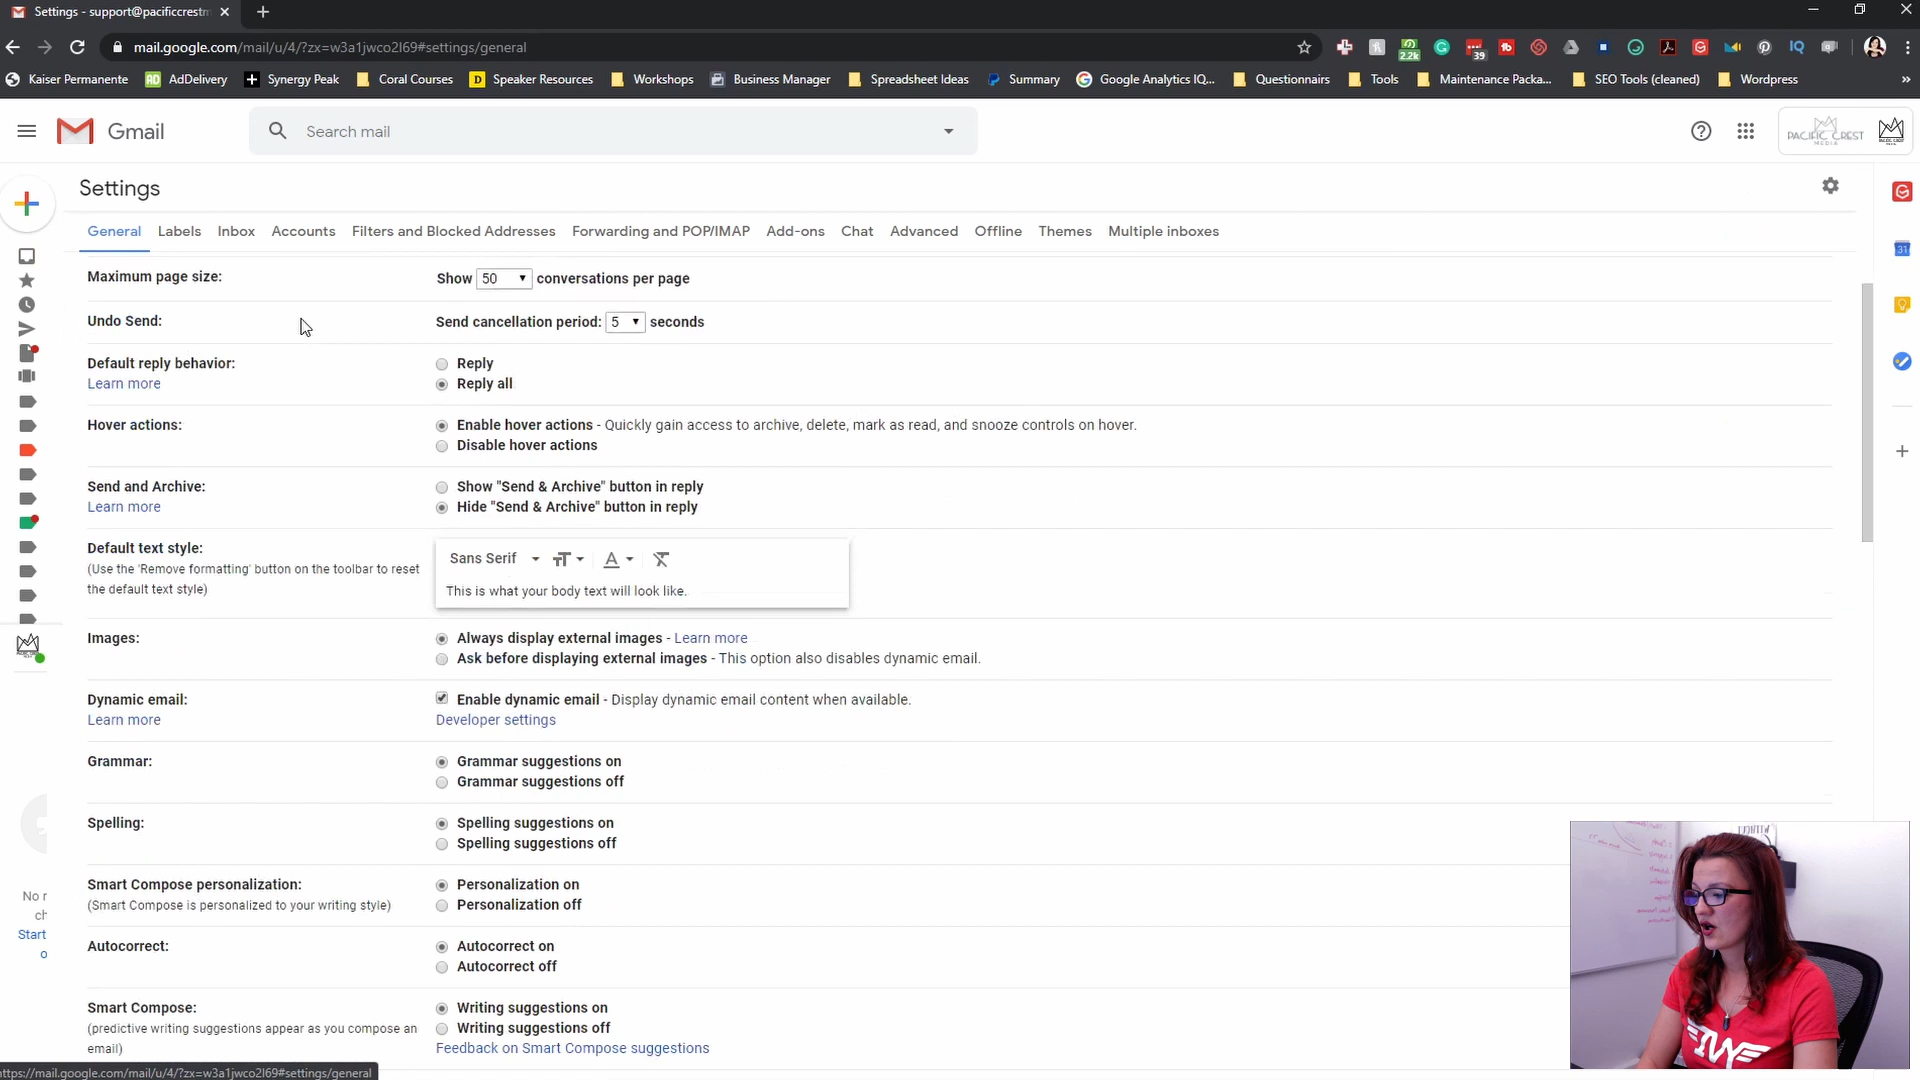 Settings - support@pacificcrestm
mail.google.com/mail/u/4/?zx=w3a1jwco2l69#settings/general
2.2k
39
Kaiser Permanente
AD AdDelivery
Synergy Peak
Coral Courses
D Speaker Resources
Workshops
Business Manager
Spreadsheet Ideas
Summary
Google Analytics IQ...
Questionnairs
Tools
Maintenance Packa...
SEO Tools (cleaned)
Wordpress
»
Gmail
Search mail
PACIFIC CREST
MEDIA
Settings
General Labels Inbox Accounts Filters and Blocked Addresses Forwarding and POP/IMAP Add-ons Chat Advanced Offline Themes Multiple inboxes
31
Maximum page size: Show 50 conversations per page
Undo Send: Send cancellation period: 5 seconds
Default reply behavior: Reply
Learn more Reply all
Hover actions: Enable hover actions - Quickly gain access to archive, delete, mark as read, and snooze controls on hover.
Disable hover actions
Send and Archive: Show "Send & Archive" button in reply
Learn more Hide "Send & Archive" button in reply
Default text style: Sans Serif
(Use the 'Remove formatting' button on the toolbar to reset
the default text style) This is what your body text will look like.
Images: Always display external images - Learn more
Ask before displaying external images - This option also disables dynamic email.
Dynamic email: Enable dynamic email - Display dynamic email content when available.
Learn more Developer settings
Grammar: Grammar suggestions on
Grammar suggestions off
Spelling: Spelling suggestions on
Spelling suggestions off
Smart Compose personalization: Personalization on
(Smart Compose is personalized to your writing style) Personalization off
Autocorrect: Autocorrect on
Autocorrect off
Smart Compose: Writing suggestions on
(predictive writing suggestions appear as you compose an Writing suggestions off
email) Feedback on Smart Compose suggestions
No r
ch
Start
o
https://mail.google.com/mail/u/4/?zx=w3a1jwco2l69#settings/general